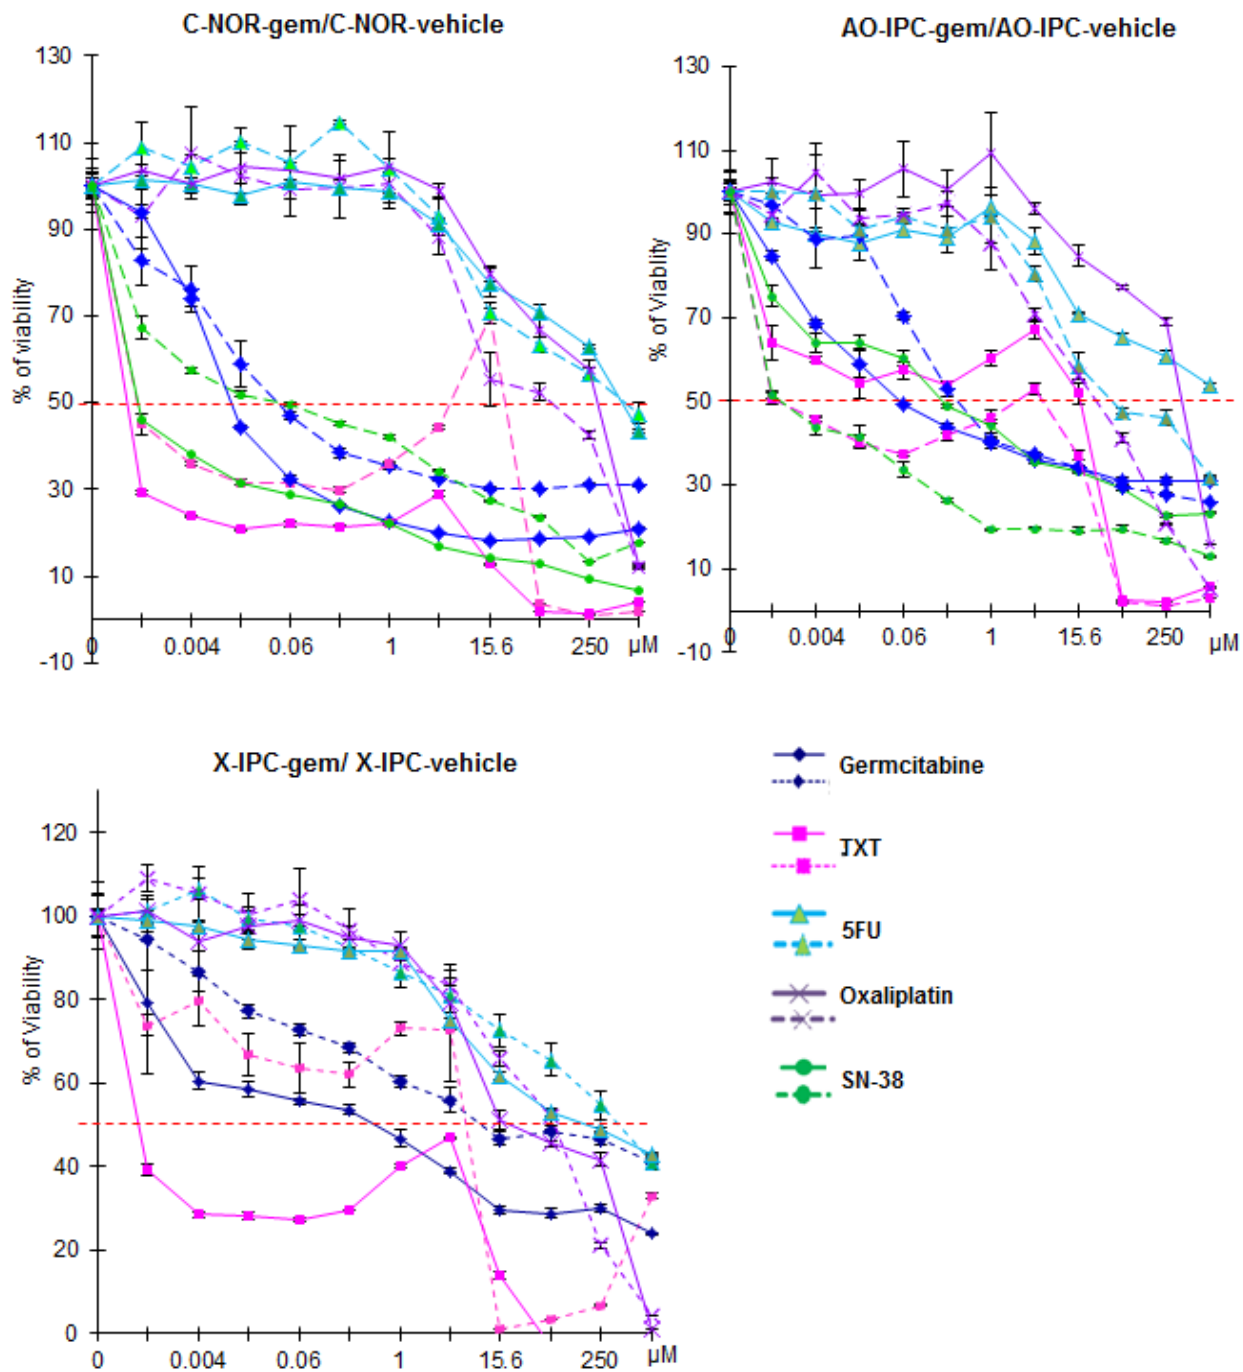 C-NOR-gem/C-NOR-vehicle
% of viability
130
110
90
70
50
30
10
-10
0 0.004 0.06 1 15.6 250 µM
AO-IPC-gem/AO-IPC-vehicle
% of Viability
130
110
90
70
50
30
10
-10
0 0.004 0.06 1 15.6 250 µM
X-IPC-gem/ X-IPC-vehicle
% of Viability
120
100
80
60
40
20
0
0 0.004 0.06 1 15.6 250 µM
Germcitabine
TXT
5FU
Oxaliplatin
SN-38